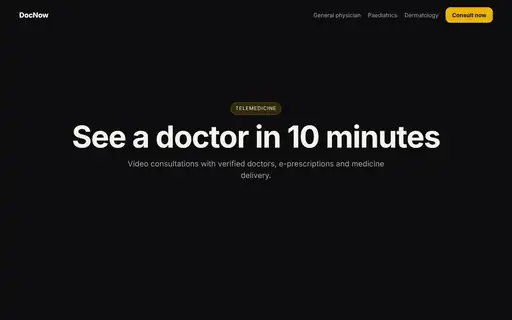 DocNow
General physician
Paediatrics
Dermatology
Consult now
TELEMEDICINE
See a doctor in 10 minutes
Video consultations with verified doctors, e-prescriptions and medicine
delivery.